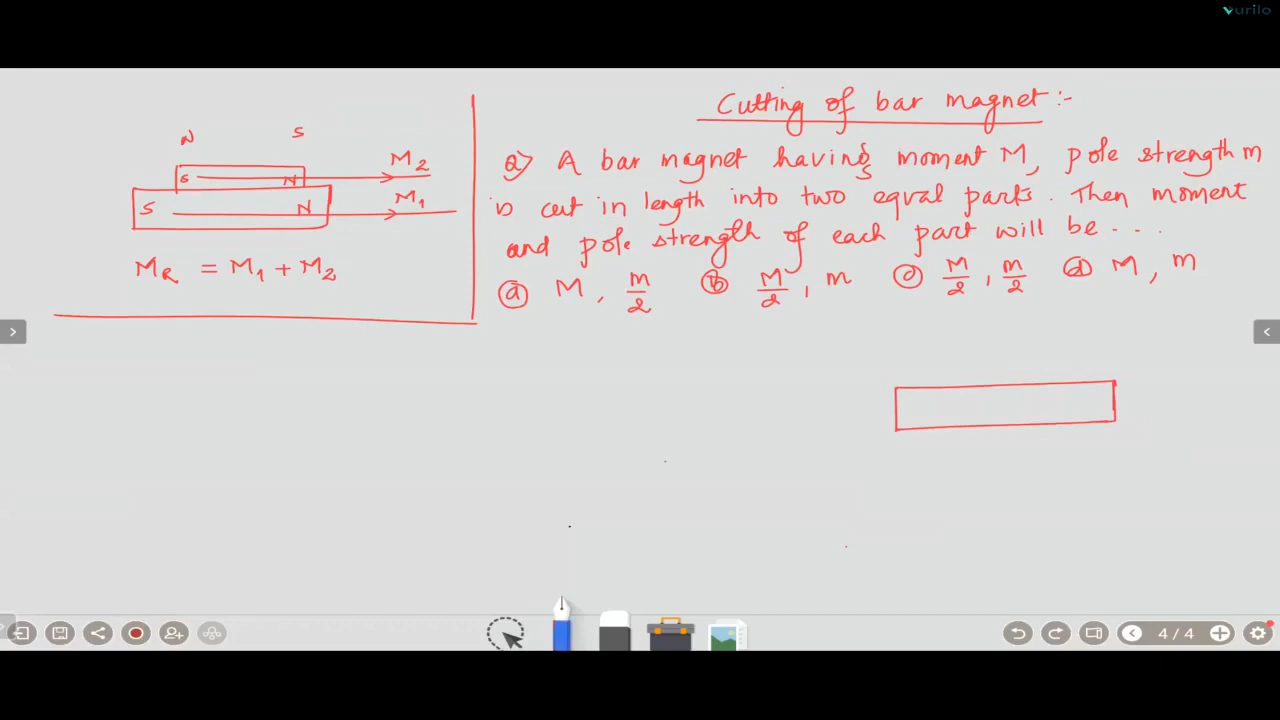 vurilo
Cutting of bar magnet :-
N S
S N M2
S N M1
MR = M1 + M2
Q) A bar magnet having moment M, pole strength m
is cut in length into two equal parts. Then moment
and pole strength of each part will be ...
(a) M, m/2 (b) M/2, m (c) M/2, m/2 (d) M, m
4/4